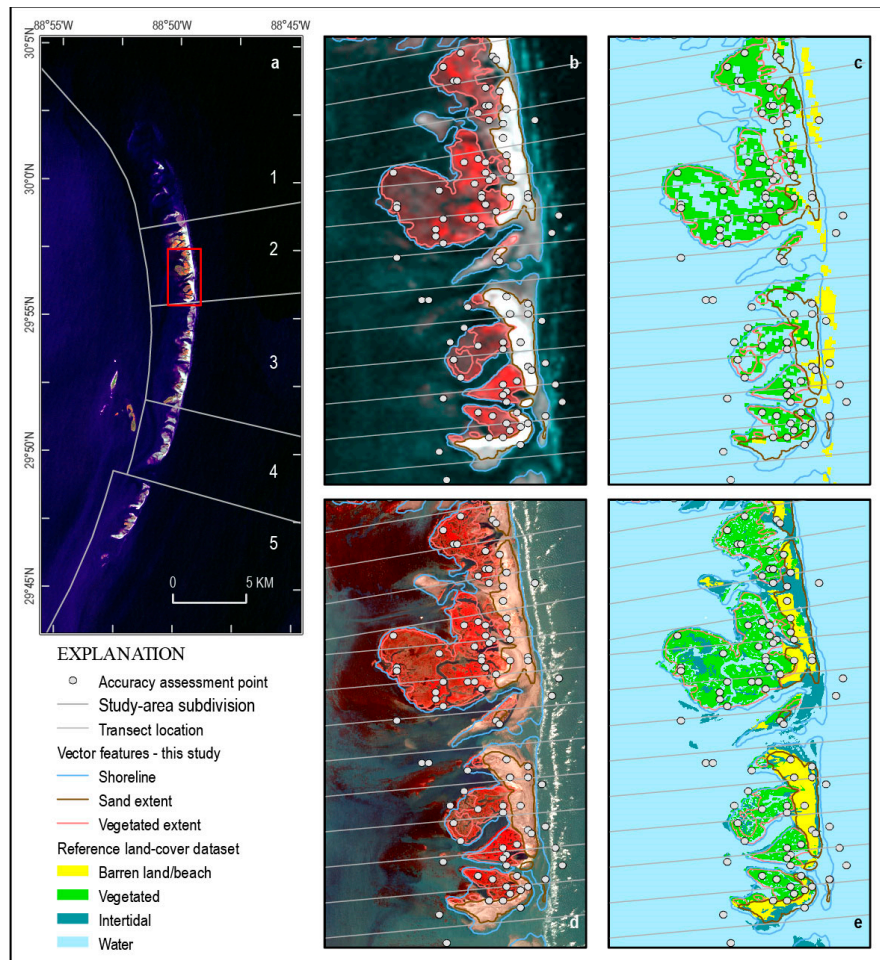 88°55'W 88°50'W 88°45'W
30°5'N
30°0'N
29°55'N
29°50'N
29°45'N
a
1
2
3
4
5
0 5 KM
b
c
d
e
EXPLANATION
Accuracy assessment point
Study-area subdivision
Transect location
Vector features - this study
Shoreline
Sand extent
Vegetated extent
Reference land-cover dataset
Barren land/beach
Vegetated
Intertidal
Water